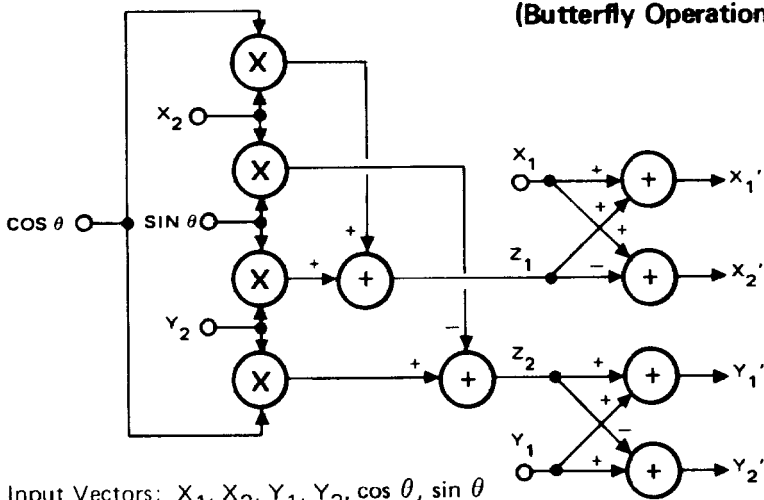 (Butterfly Operation
X
X₂
X
COS θ
SIN θ
X
Y₂
X
+
+
+
−
+
+
Z₁
Z₂
X₁
+
+
X₁'
+
+
−
+
X₂'
+
+
+
Y₁'
Y₁
−
+
+
Y₂'
Input Vectors: X₁, X₂, Y₁, Y₂, cos θ, sin θ